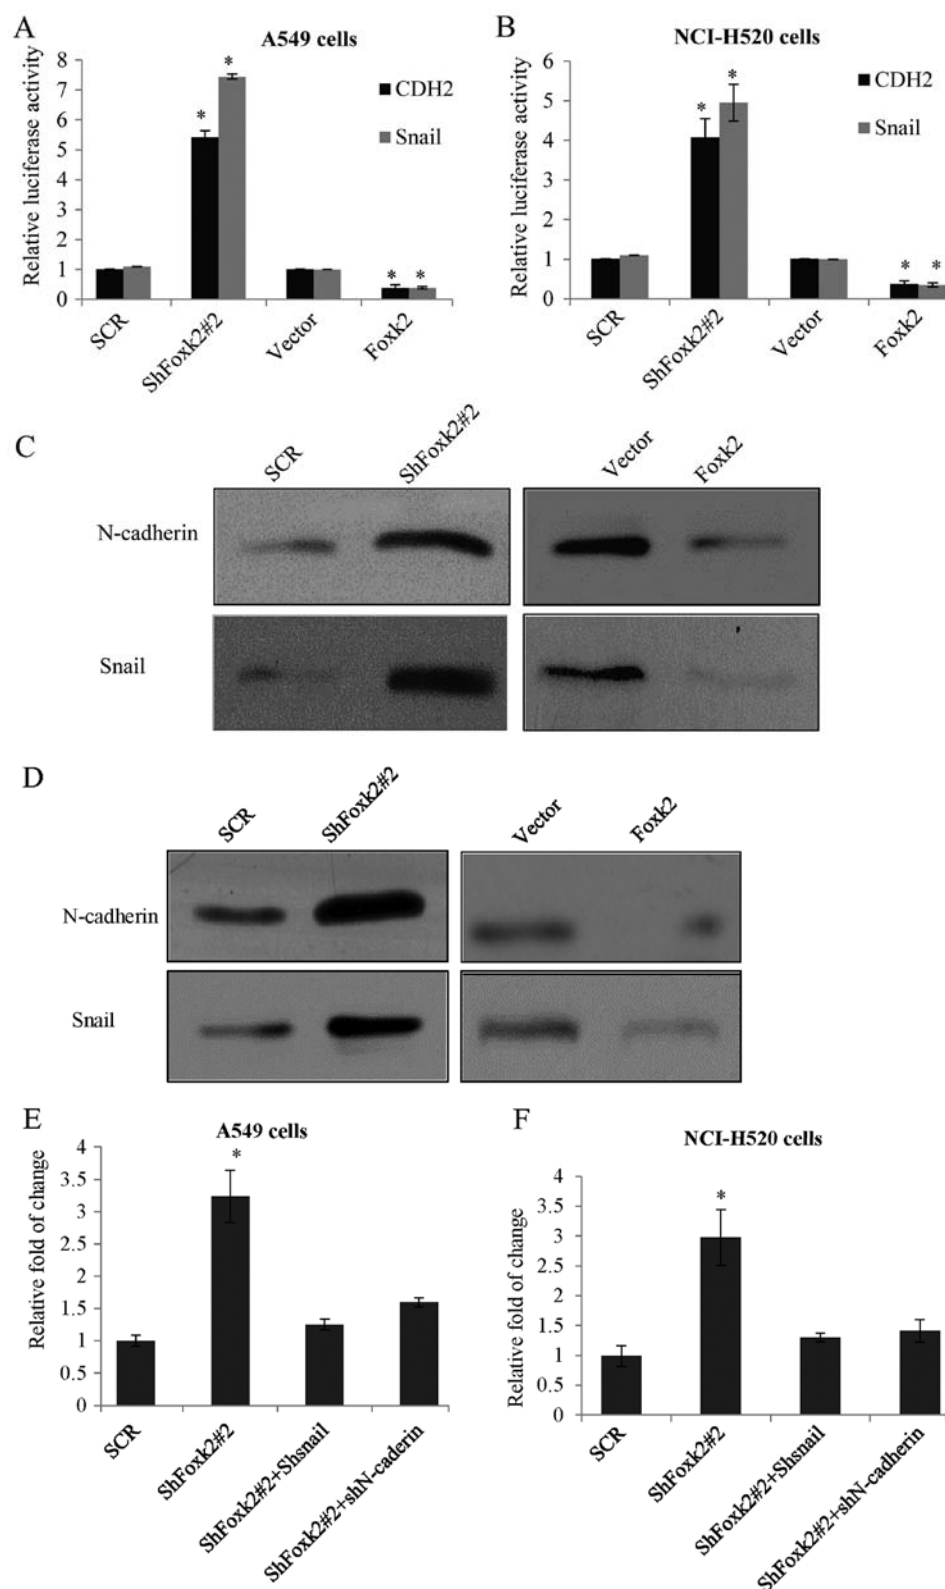 A
A549 cells
Relative luciferase activity
8
7
6
5
4
3
2
1
0
*
*
*
*
CDH2
Snail
SCR
ShFoxk2#2
Vector
Foxk2
B
NCI-H520 cells
Relative luciferase activity
6
5
4
3
2
1
0
*
*
*
*
CDH2
Snail
SCR
ShFoxk2#2
Vector
Foxk2
C
SCR
ShFoxk2#2
Vector
Foxk2
N-cadherin
Snail
D
SCR
ShFoxk2#2
Vector
Foxk2
N-cadherin
Snail
E
A549 cells
Relative fold of change
4
3.5
3
2.5
2
1.5
1
0.5
0
*
SCR
ShFoxk2#2
ShFoxk2#2+Shsnail
ShFoxk2#2+shN-caderin
F
NCI-H520 cells
Relative fold of change
4
3.5
3
2.5
2
1.5
1
0.5
0
*
SCR
ShFoxk2#2
ShFoxk2#2+Shsnail
ShFoxk2#2+shN-cadherin